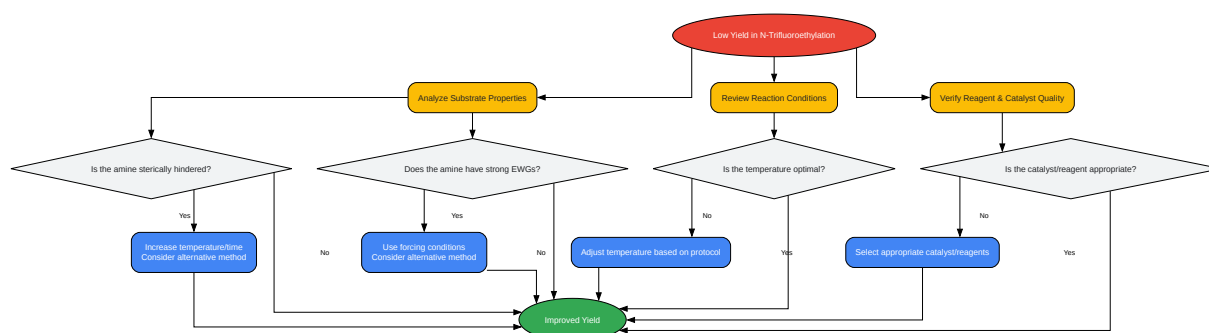 Low Yield in N-Trifluoroethylation
Analyze Substrate Properties
Review Reaction Conditions
Verify Reagent & Catalyst Quality
Is the amine sterically hindered?
Does the amine have strong EWGs?
Is the temperature optimal?
Is the catalyst/reagent appropriate?
Yes
Yes
No
No
Increase temperature/time
Consider alternative method
No
Use forcing conditions
Consider alternative method
No
Adjust temperature based on protocol
Yes
Select appropriate catalyst/reagents
Yes
Improved Yield